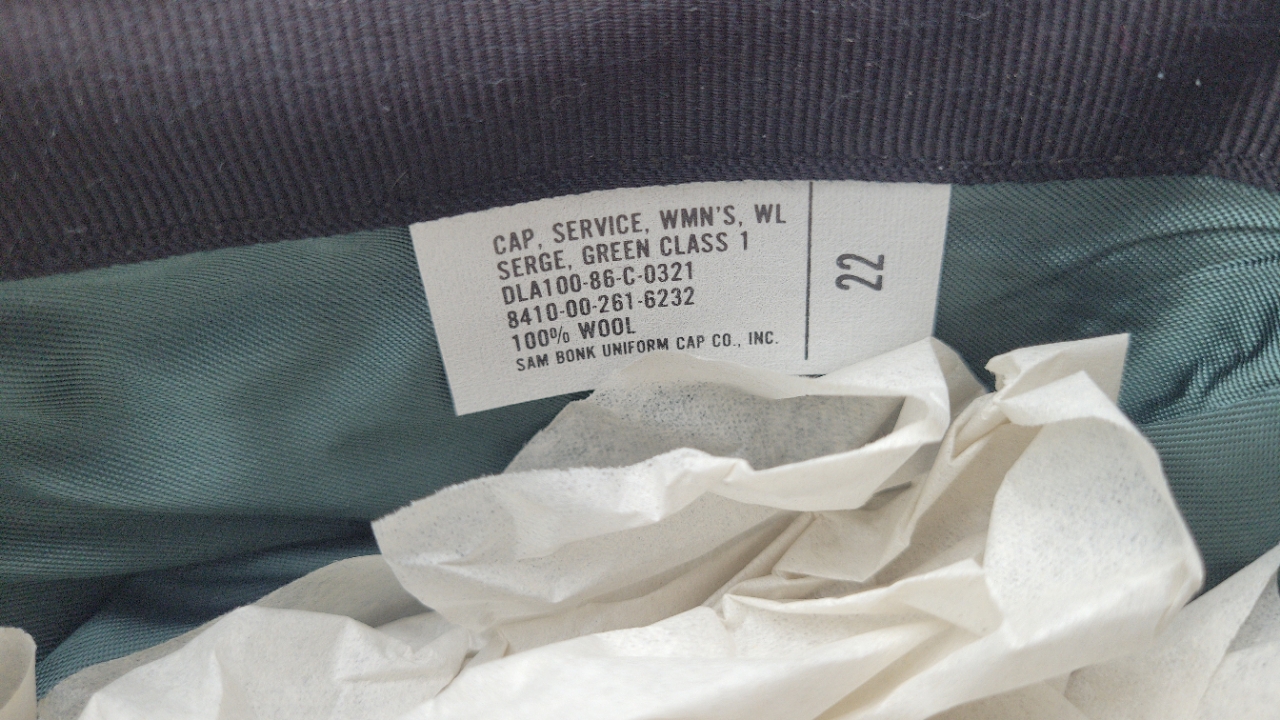 CAP, SERVICE, WMN'S, WL
SERGE, GREEN CLASS 1
DLA100-86-C-0321
8410-00-261-6232
100% WOOL
SAM BONK UNIFORM CAP CO., INC.
22